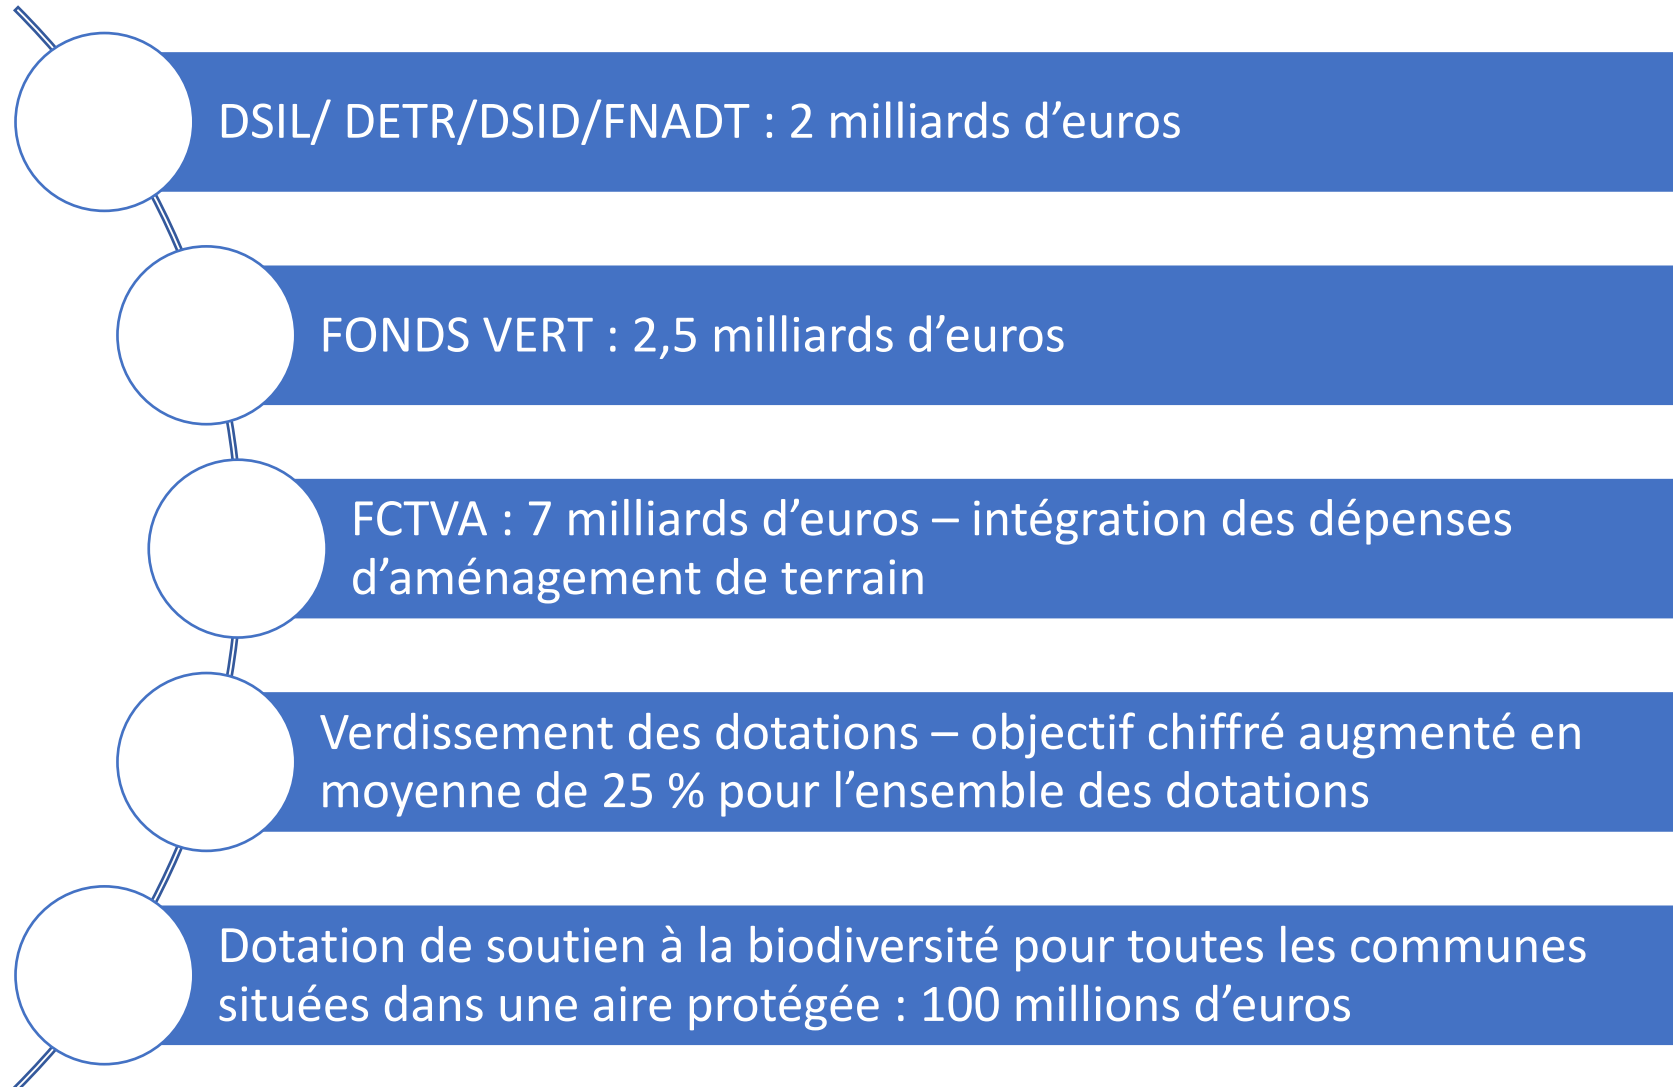 DSIL/ DETR/DSID/FNADT : 2 milliards d’euros
FONDS VERT : 2,5 milliards d’euros
FCTVA : 7 milliards d’euros – intégration des dépenses
d’aménagement de terrain
Verdissement des dotations – objectif chiffré augmenté en
moyenne de 25 % pour l’ensemble des dotations
Dotation de soutien à la biodiversité pour toutes les communes
situées dans une aire protégée : 100 millions d’euros